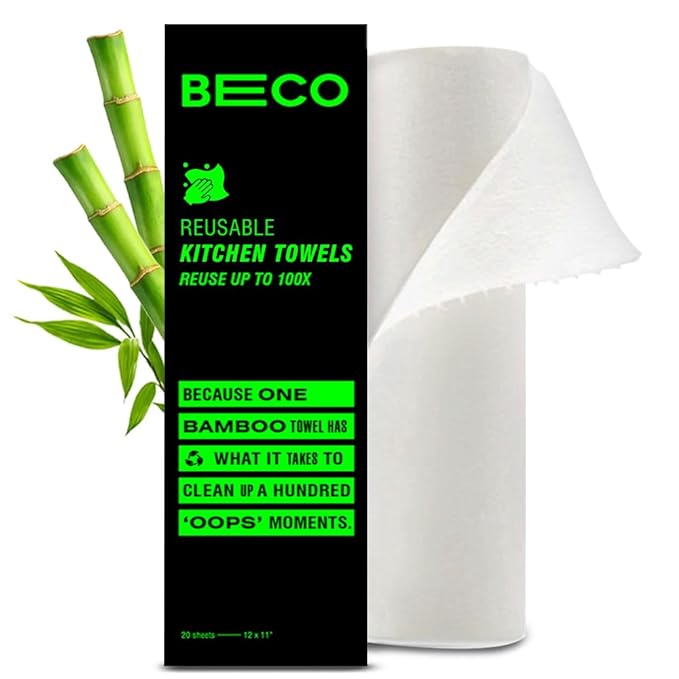 BECO
REUSABLE
KITCHEN TOWELS
REUSE UP TO 100X
BECAUSE ONE
BAMBOO TOWEL HAS
WHAT IT TAKES TO
CLEAN UP A HUNDRED
‘OOPS’ MOMENTS.
20 sheets — 12 x 11"